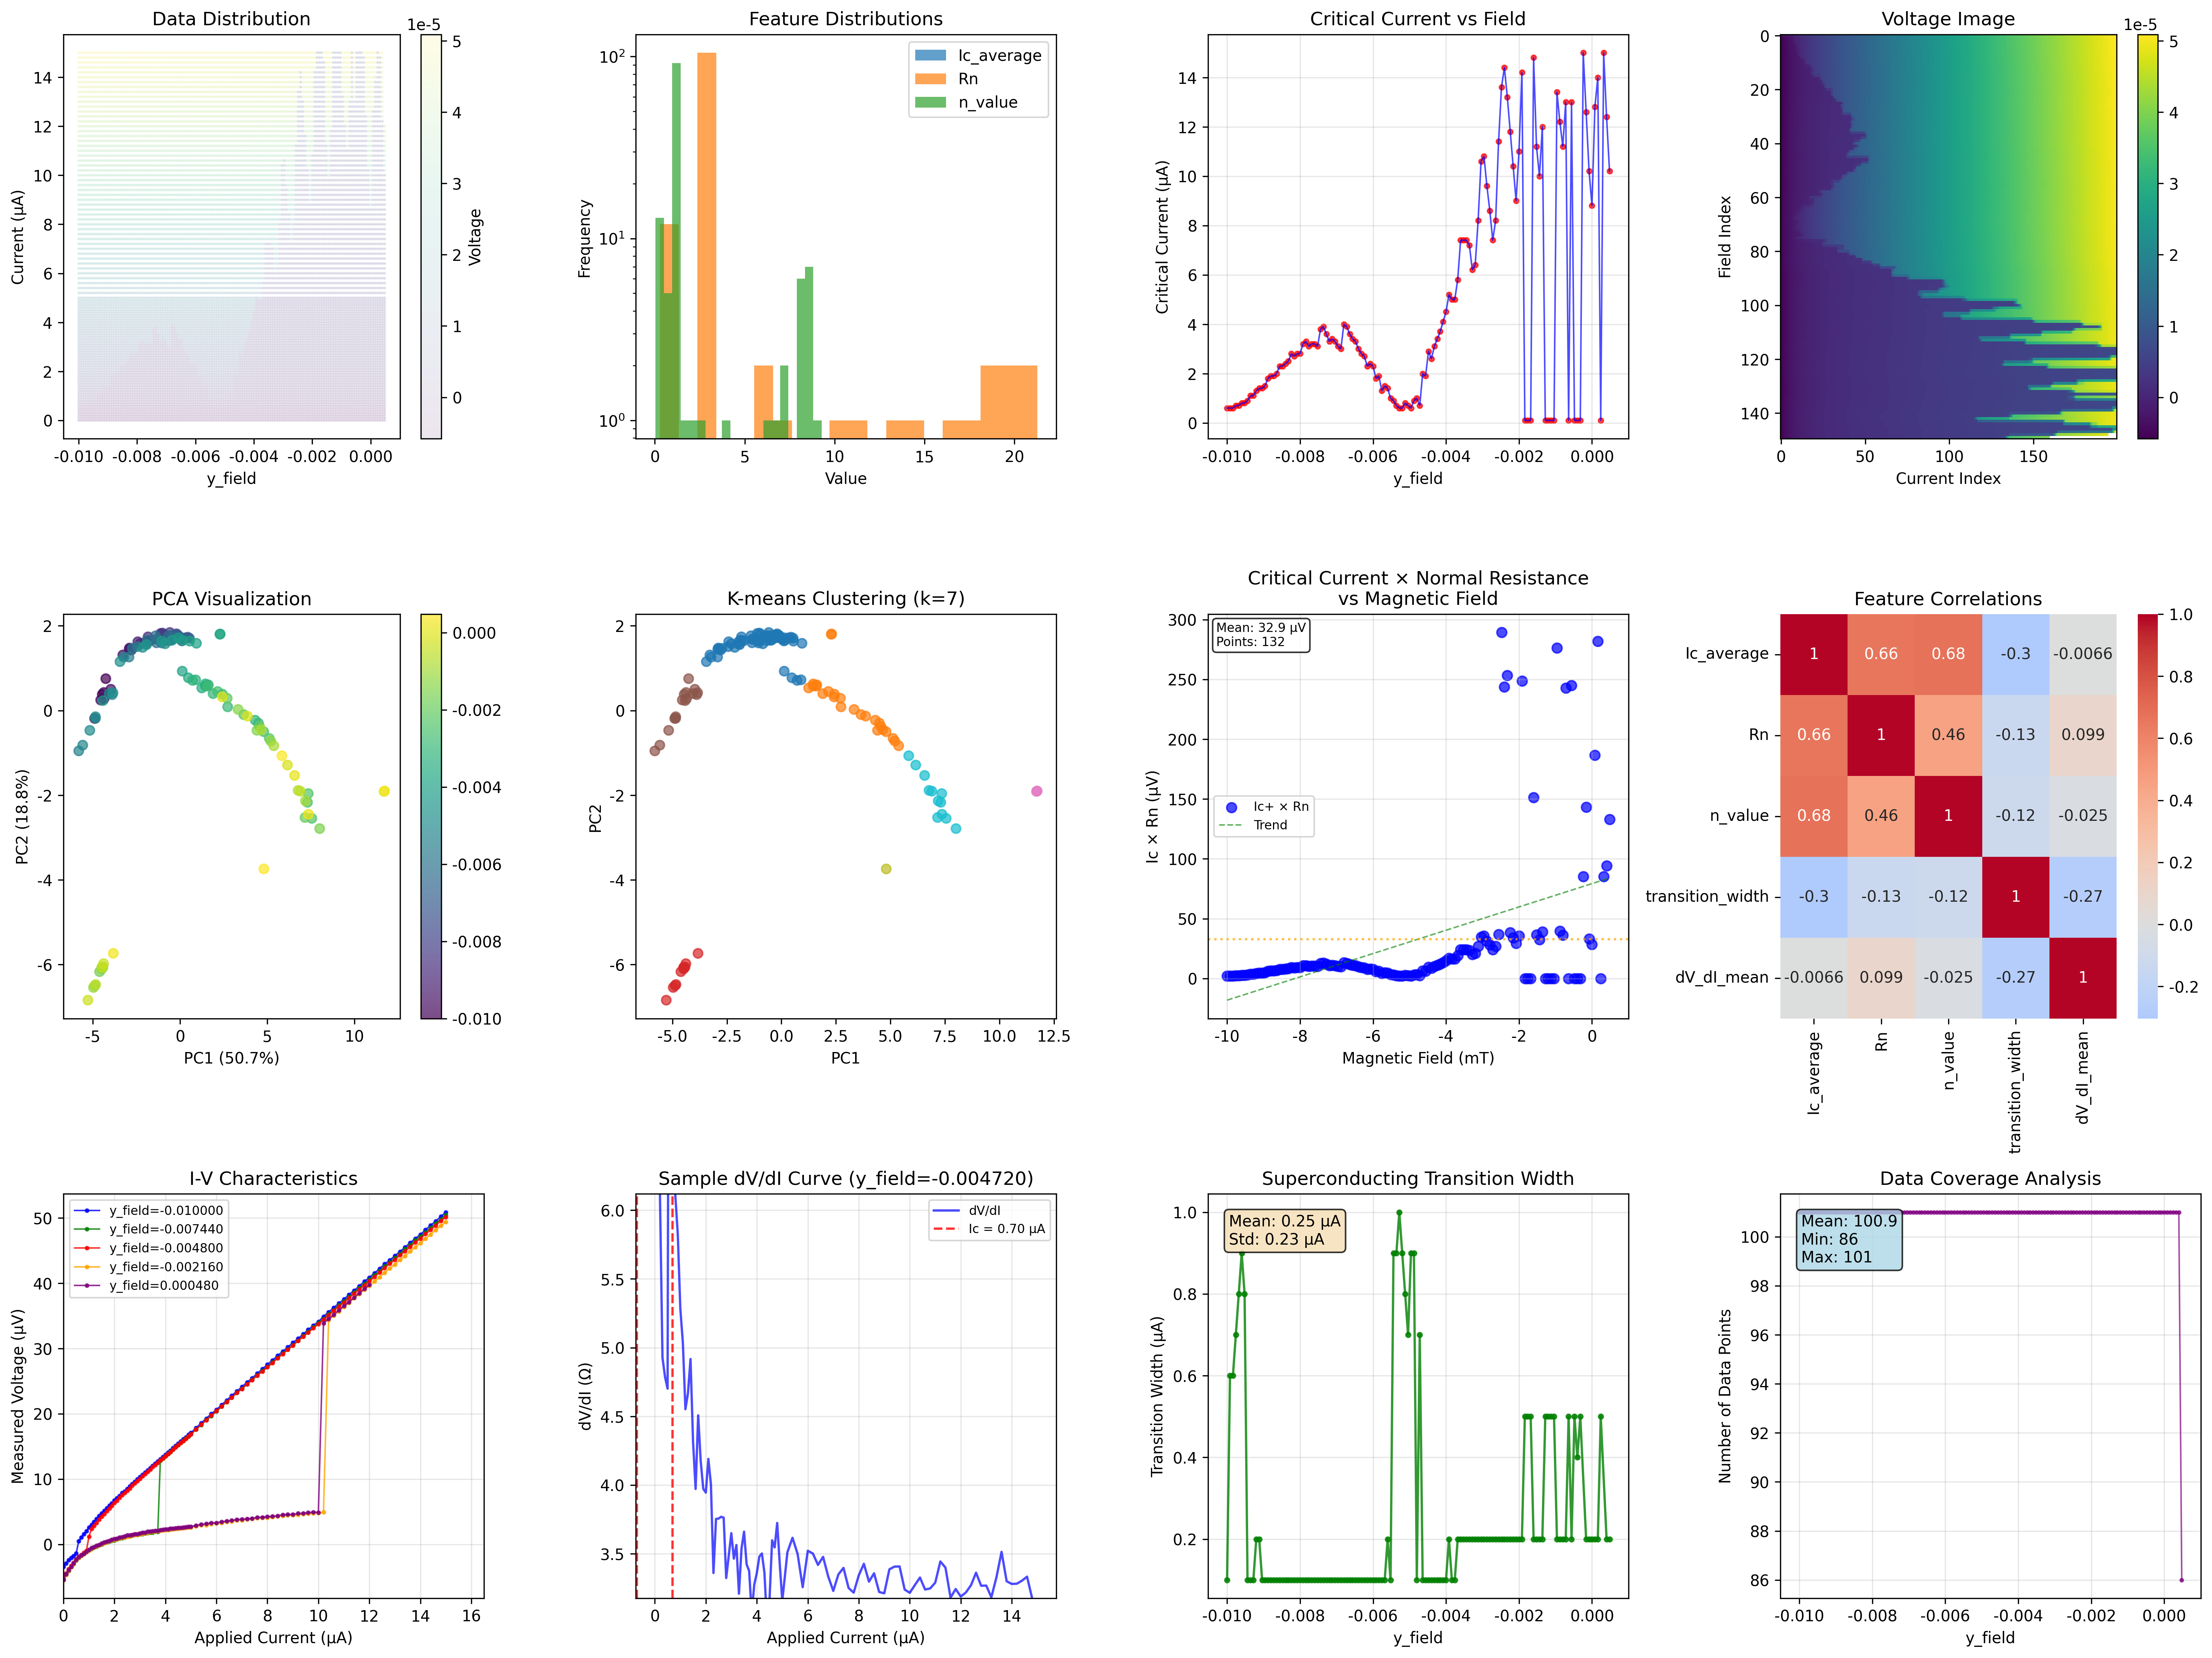 Data Distribution
1e-5
Current (μA)
14
12
10
8
6
4
2
0
-0.010 -0.008 -0.006 -0.004 -0.002 0.000
y_field
5
4
3
2
1
0
Voltage
Feature Distributions
Frequency
10²
10¹
10⁰
Ic_average
Rn
n_value
0 5 10 15 20
Value
Critical Current vs Field
Critical Current (μA)
14
12
10
8
6
4
2
0
-0.010 -0.008 -0.006 -0.004 -0.002 0.000
y_field
Voltage Image
1e-5
Field Index
0
20
40
60
80
100
120
140
0 50 100 150
Current Index
5
4
3
2
1
0
PCA Visualization
PC2 (18.8%)
2
0
-2
-4
-6
-5 0 5 10
PC1 (50.7%)
0.000
-0.002
-0.004
-0.006
-0.008
-0.010
K-means Clustering (k=7)
PC2
2
0
-2
-4
-6
-5.0 -2.5 0.0 2.5 5.0 7.5 10.0 12.5
PC1
Critical Current × Normal Resistance
vs Magnetic Field
Ic × Rn (μV)
300
250
200
150
100
50
0
Mean: 32.9 μV
Points: 132
Ic+ × Rn
Trend
-10 -8 -6 -4 -2 0
Magnetic Field (mT)
Feature Correlations
Ic_average 1 0.66 0.68 -0.3 -0.0066
Rn 0.66 1 0.46 -0.13 0.099
n_value 0.68 0.46 1 -0.12 -0.025
transition_width -0.3 -0.13 -0.12 1 -0.27
dV_dI_mean -0.0066 0.099 -0.025 -0.27 1
Ic_average Rn n_value transition_width dV_dI_mean
1.0
0.8
0.6
0.4
0.2
0.0
-0.2
I-V Characteristics
Measured Voltage (μV)
50
40
30
20
10
0
y_field=-0.010000
y_field=-0.007440
y_field=-0.004800
y_field=-0.002160
y_field=0.000480
0 2 4 6 8 10 12 14 16
Applied Current (μA)
Sample dV/dI Curve (y_field=-0.004720)
dV/dI (Ω)
6.0
5.5
5.0
4.5
4.0
3.5
dV/dI
Ic = 0.70 μA
0 2 4 6 8 10 12 14
Applied Current (μA)
Superconducting Transition Width
Transition Width (μA)
1.0
0.8
0.6
0.4
0.2
Mean: 0.25 μA
Std: 0.23 μA
-0.010 -0.008 -0.006 -0.004 -0.002 0.000
y_field
Data Coverage Analysis
Number of Data Points
100
98
96
94
92
90
88
86
Mean: 100.9
Min: 86
Max: 101
-0.010 -0.008 -0.006 -0.004 -0.002 0.000
y_field